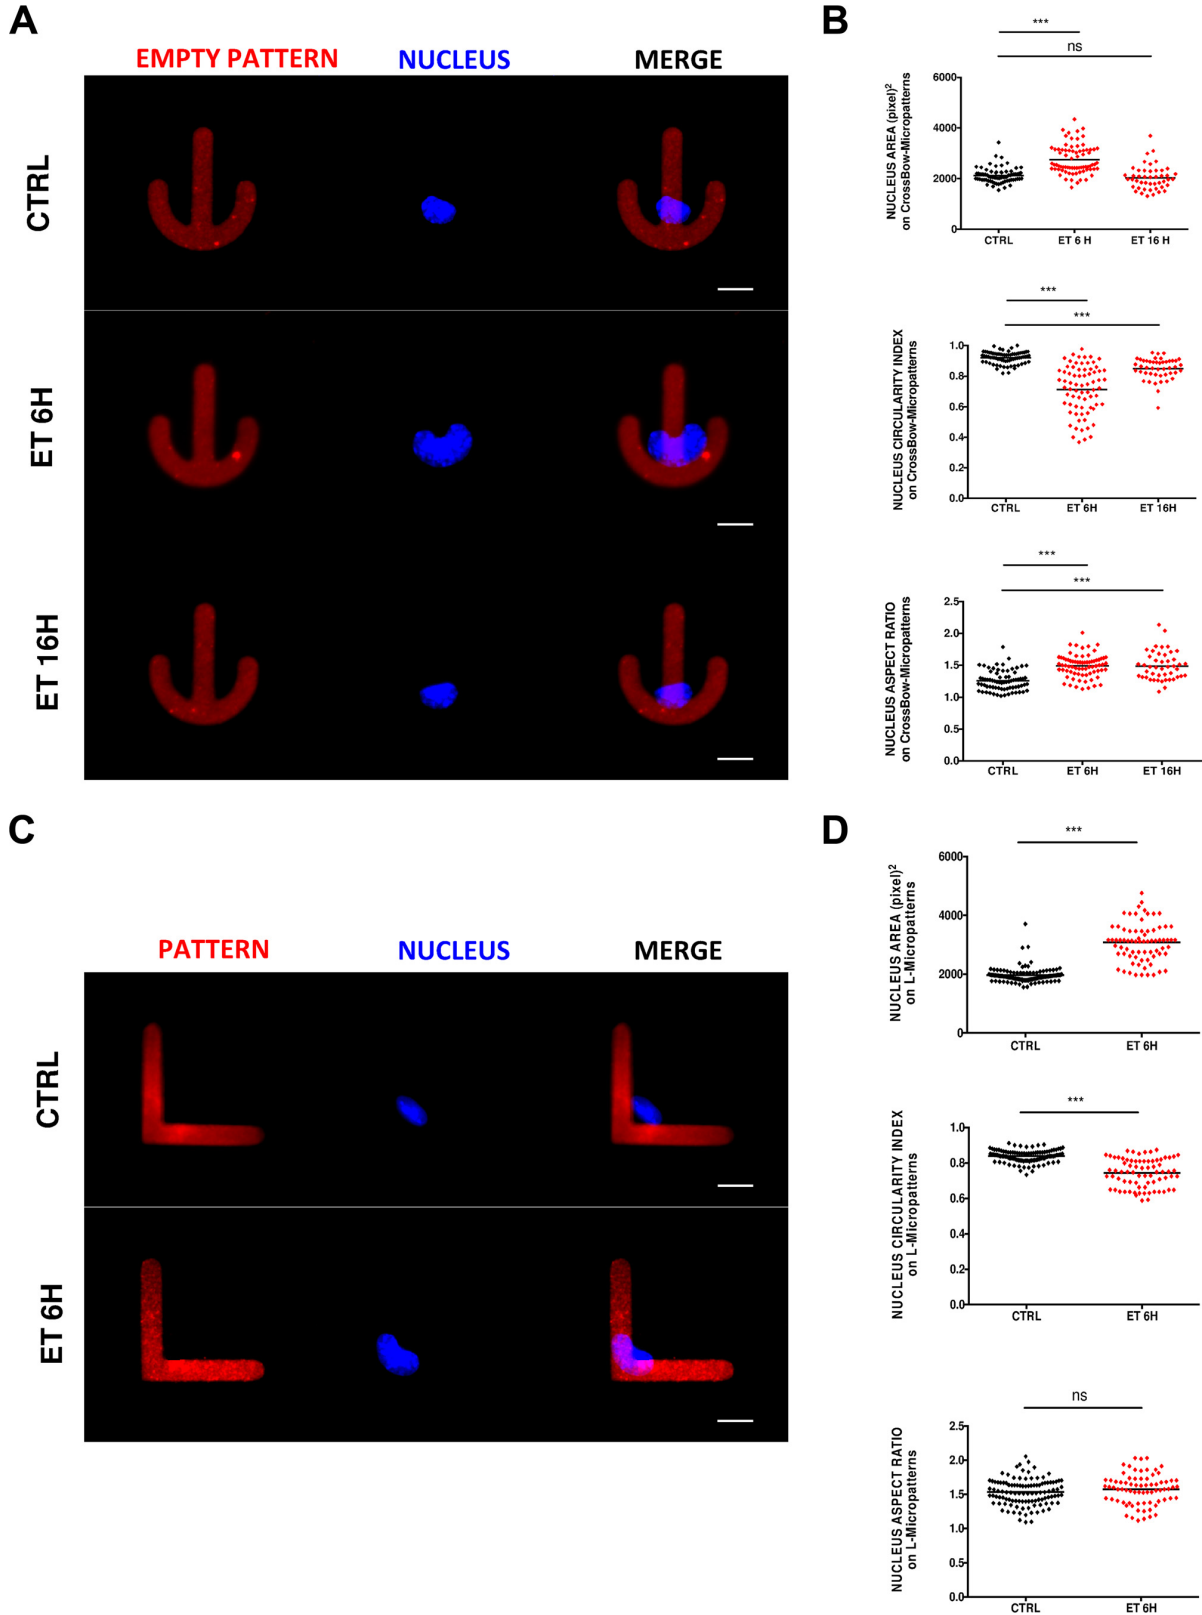 A
EMPTY PATTERN
NUCLEUS
MERGE
CTRL
ET 6H
ET 16H
B
***
ns
NUCLEUS AREA (pixel)²
on CrossBow-Micropatterns
6000
4000
2000
0
CTRL
ET 6 H
ET 16 H
***
***
NUCLEUS CIRCULARITY INDEX
on CrossBow-Micropatterns
1.0
0.8
0.6
0.4
0.2
0.0
CTRL
ET 6H
ET 16H
***
***
NUCLEUS ASPECT RATIO
on CrossBow-Micropatterns
2.5
2.0
1.5
1.0
0.5
0.0
CTRL
ET 6H
ET 16H
C
PATTERN
NUCLEUS
MERGE
CTRL
ET 6H
D
***
NUCLEUS AREA (pixel)²
on L-Micropatterns
6000
4000
2000
0
CTRL
ET 6H
***
NUCLEUS CIRCULARITY INDEX
on L-Micropatterns
1.0
0.8
0.6
0.4
0.2
0.0
CTRL
ET 6H
ns
NUCLEUS ASPECT RATIO
on L-Micropatterns
2.5
2.0
1.5
1.0
0.5
0.0
CTRL
ET 6H